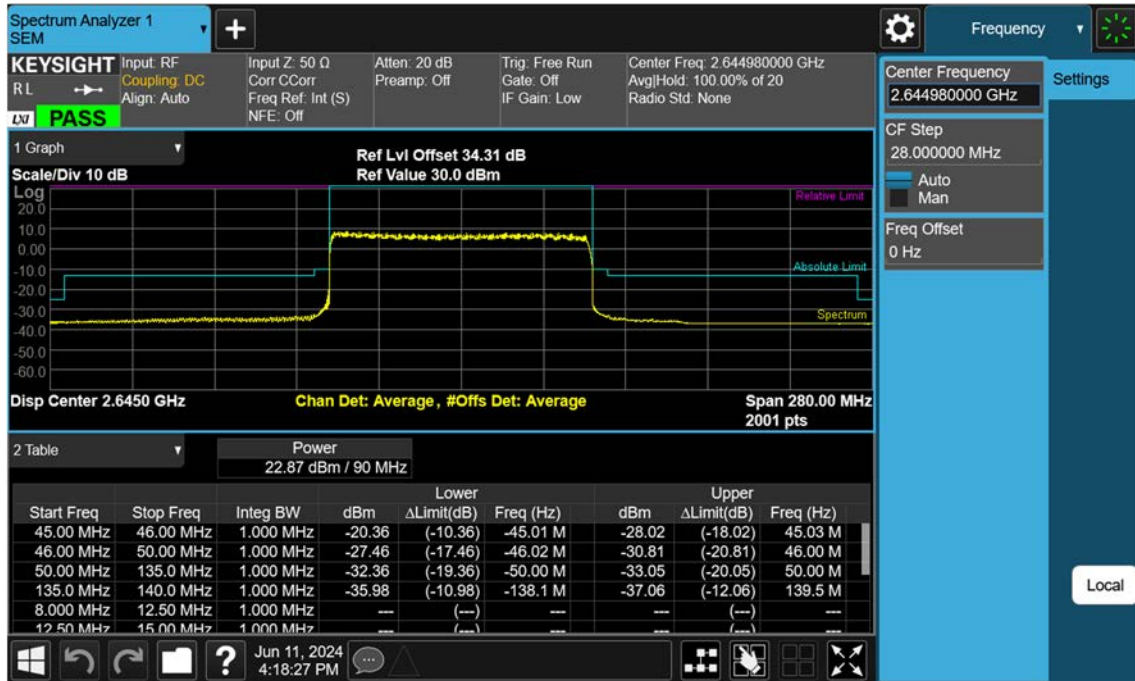 Spectrum Analyzer 1
SEM
Frequency
KEYSIGHT
RL
LXI PASS
Input: RF
Coupling: DC
Align: Auto
Input Z: 50 Ω
Corr CCorr
Freq Ref: Int (S)
NFE: Off
Atten: 20 dB
Preamp: Off
Trig: Free Run
Gate: Off
IF Gain: Low
Center Freq: 2.644980000 GHz
Avg|Hold: 100.00% of 20
Radio Std: None
Center Frequency
2.644980000 GHz
Settings
CF Step
28.000000 MHz
Auto
Man
Freq Offset
0 Hz
1 Graph
Ref Lvl Offset 34.31 dB
Scale/Div 10 dB
Ref Value 30.0 dBm
Log
Relative Limit
20.0
10.0
0.00
-10.0
Absolute Limit
-20.0
-30.0
Spectrum
-40.0
-50.0
-60.0
Disp Center 2.6450 GHz
Chan Det: Average, #Offs Det: Average
Span 280.00 MHz
2001 pts
2 Table
Power
22.87 dBm / 90 MHz
Lower Upper
Start Freq Stop Freq Integ BW dBm ΔLimit(dB) Freq (Hz) dBm ΔLimit(dB) Freq (Hz)
45.00 MHz 46.00 MHz 1.000 MHz -20.36 (-10.36) -45.01 M -28.02 (-18.02) 45.03 M
46.00 MHz 50.00 MHz 1.000 MHz -27.46 (-17.46) -46.02 M -30.81 (-20.81) 46.00 M
50.00 MHz 135.0 MHz 1.000 MHz -32.36 (-19.36) -50.00 M -33.05 (-20.05) 50.00 M
135.0 MHz 140.0 MHz 1.000 MHz -35.98 (-10.98) -138.1 M -37.06 (-12.06) 139.5 M
8.000 MHz 12.50 MHz 1.000 MHz --- (---) --- --- (---) ---
12.50 MHz 15.00 MHz 1.000 MHz --- (---) --- --- (---) ---
Local
?
Jun 11, 2024
4:18:27 PM